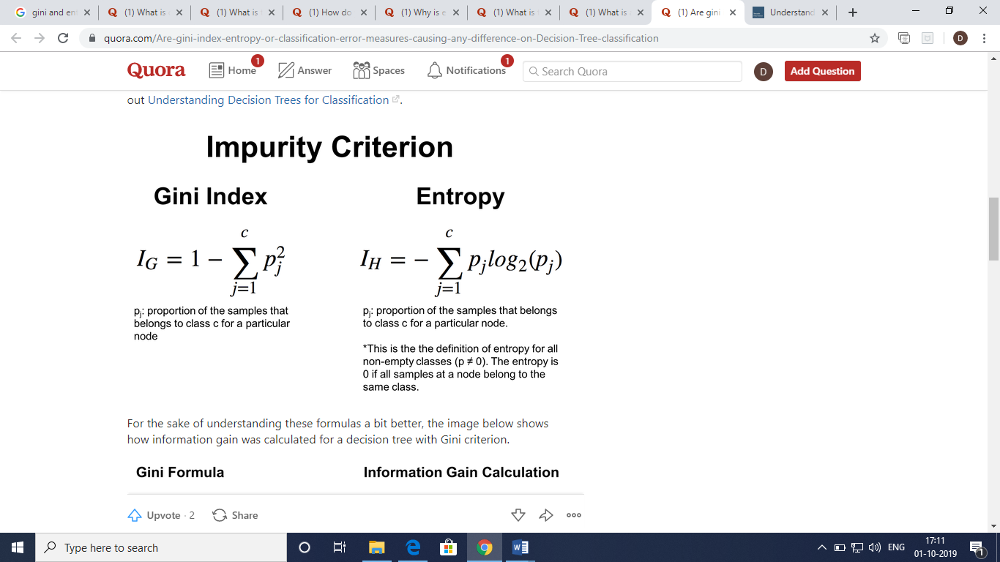 gini and en
(1) What is
(1) What is
(1) How do
(1) Why is e
(1) What is
(1) What is
(1) Are gini
Understand
quora.com/Are-gini-index-entropy-or-classification-error-measures-causing-any-difference-on-Decision-Tree-classification
D
Quora
Home 1
Answer
Spaces
Notifications 1
Search Quora
D
Add Question
out Understanding Decision Trees for Classification.
Impurity Criterion
Gini Index
I_G = 1 − ∑_{j=1}^{c} p_j^2
p_j: proportion of the samples that
belongs to class c for a particular
node
Entropy
I_H = − ∑_{j=1}^{c} p_j log_2(p_j)
p_j: proportion of the samples that belongs
to class c for a particular node.
*This is the the definition of entropy for all
non-empty classes (p ≠ 0). The entropy is
0 if all samples at a node belong to the
same class.
For the sake of understanding these formulas a bit better, the image below shows
how information gain was calculated for a decision tree with Gini criterion.
Gini Formula
Information Gain Calculation
Upvote · 2
Share
Type here to search
ENG
17:11
01-10-2019
1